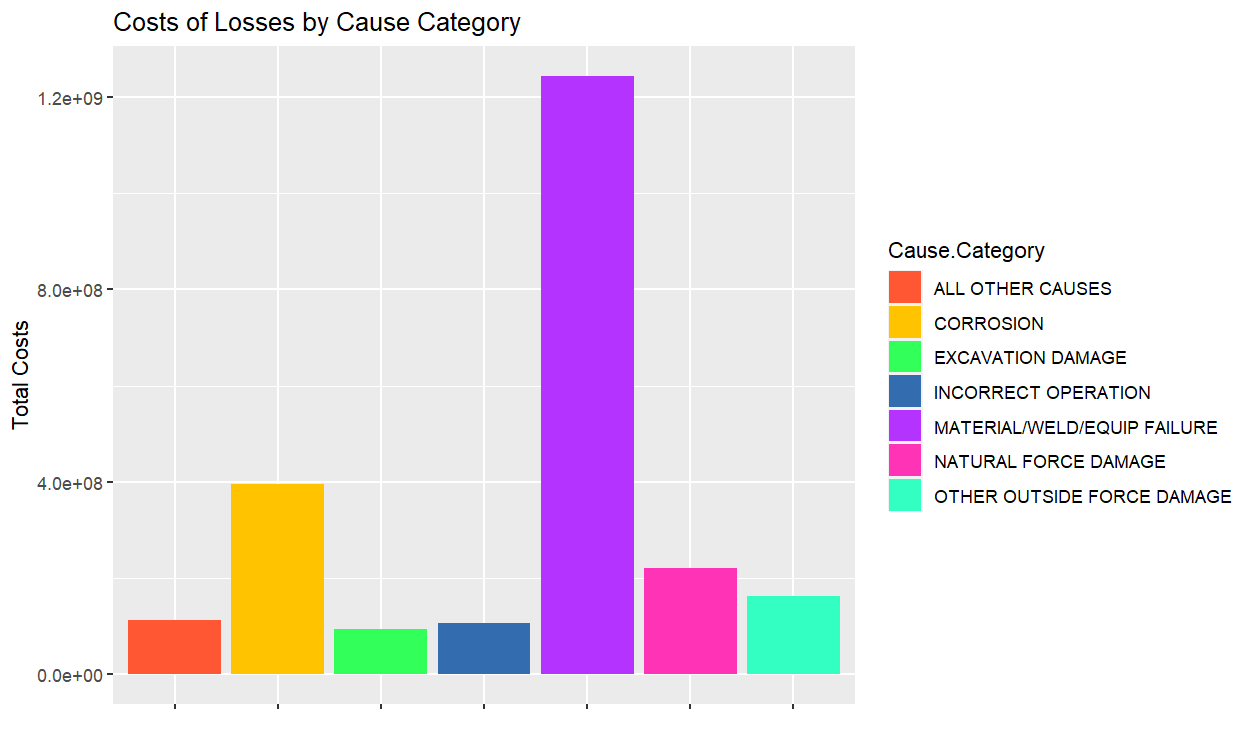 Costs of Losses by Cause Category
Total Costs
1.2e+09
8.0e+08
4.0e+08
0.0e+00
Cause.Category
ALL OTHER CAUSES
CORROSION
EXCAVATION DAMAGE
INCORRECT OPERATION
MATERIAL/WELD/EQUIP FAILURE
NATURAL FORCE DAMAGE
OTHER OUTSIDE FORCE DAMAGE